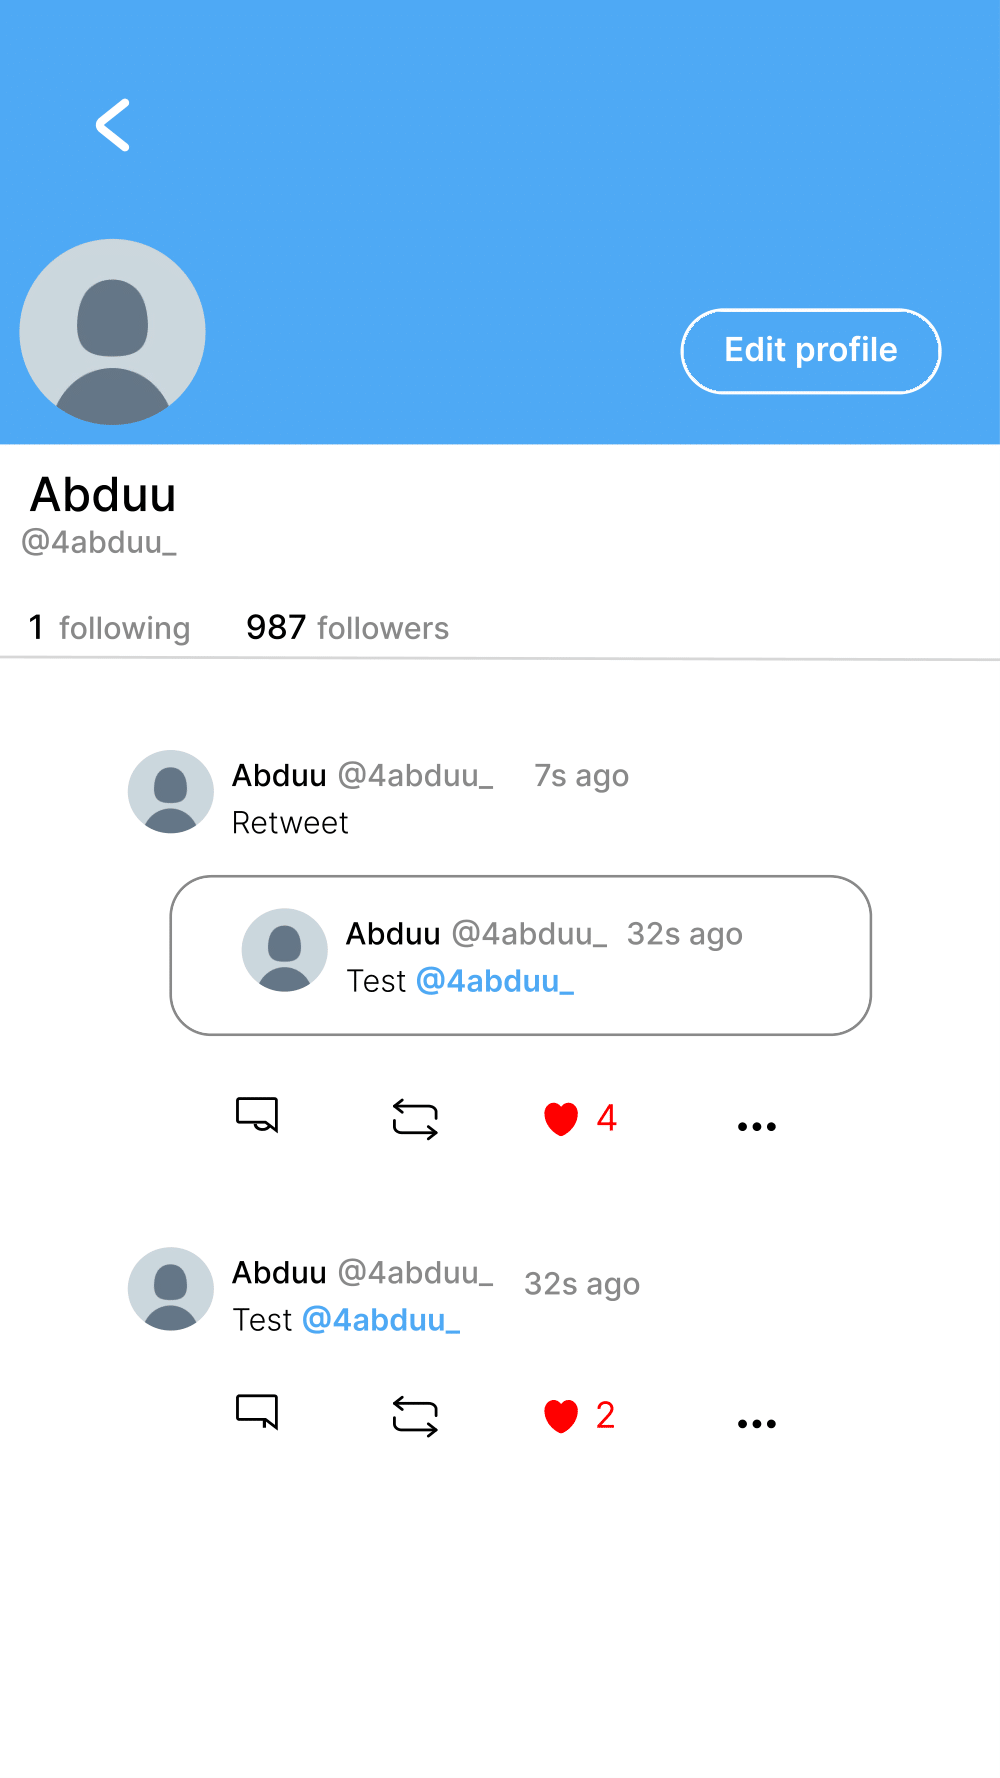 Edit profile
Abduu
@4abduu_
1 following 987 followers
Abduu @4abduu_ 7s ago
Retweet
Abduu @4abduu_ 32s ago
Test @4abduu_
4
Abduu @4abduu_ 32s ago
Test @4abduu_
2